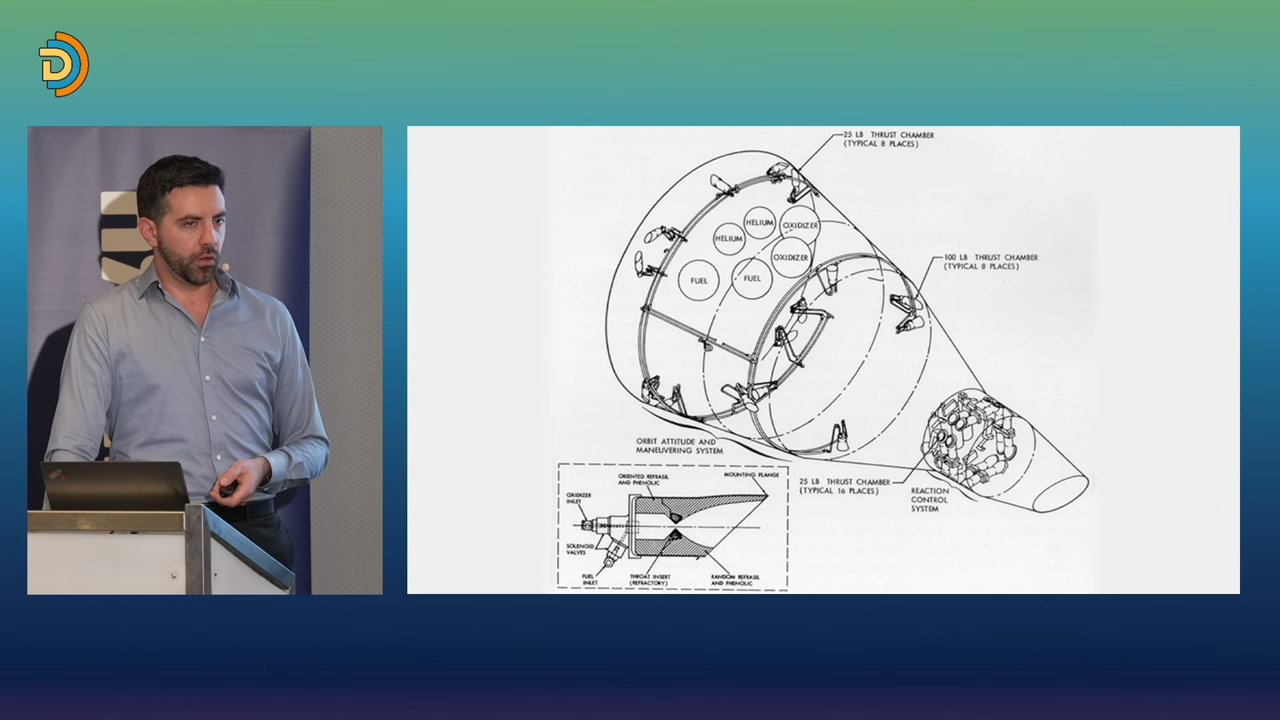 D
25 LB THRUST CHAMBER
(TYPICAL 8 PLACES)
HELIUM
HELIUM
OXIDIZER
OXIDIZER
FUEL
FUEL
100 LB THRUST CHAMBER
(TYPICAL 8 PLACES)
ORBIT ATTITUDE AND
MANEUVERING SYSTEM
25 LB THRUST CHAMBER
(TYPICAL 16 PLACES)
REACTION
CONTROL
SYSTEM
ORIENTED REFRASIL
AND PHENOLIC
MOUNTING FLANGE
OXIDIZER
INLET
SOLENOID
VALVES
FUEL
INLET
THROAT INSERT
(REFRACTORY)
RANDOM REFRASIL
AND PHENOLIC